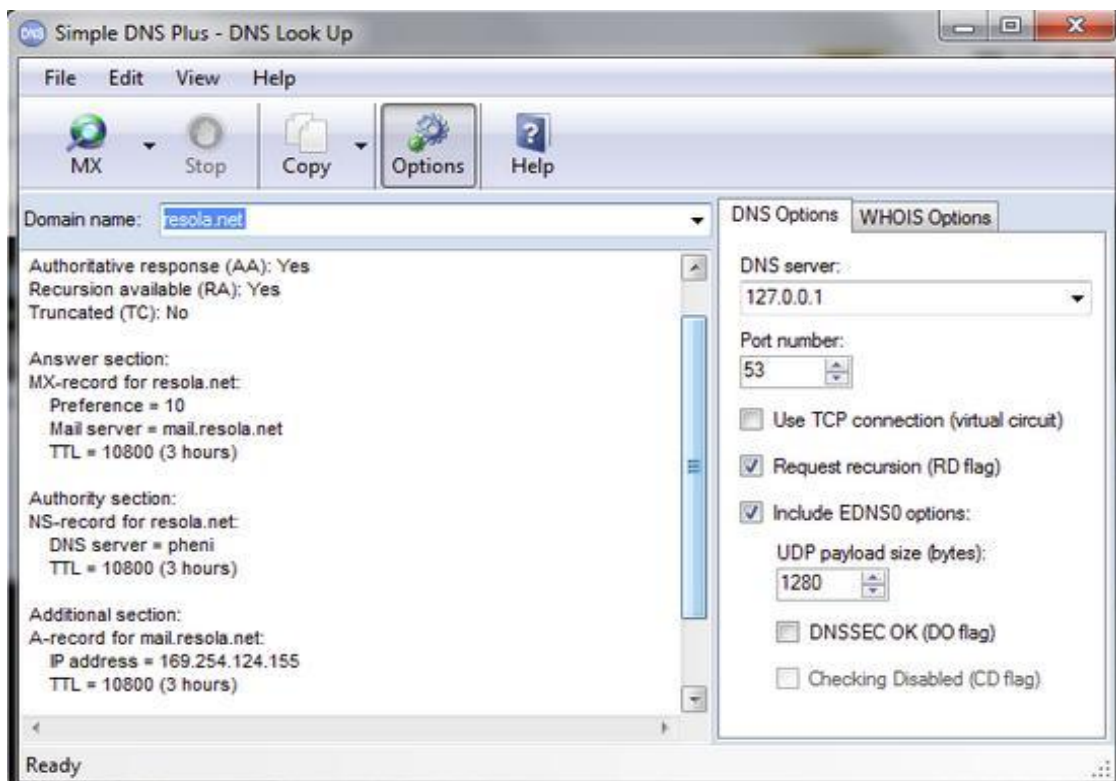 DNS Simple DNS Plus - DNS Look Up
File Edit View Help
MX Stop Copy Options Help
Domain name: resola.net
Authoritative response (AA): Yes
Recursion available (RA): Yes
Truncated (TC): No
Answer section:
MX-record for resola.net:
Preference = 10
Mail server = mail.resola.net
TTL = 10800 (3 hours)
Authority section:
NS-record for resola.net:
DNS server = pheni
TTL = 10800 (3 hours)
Additional section:
A-record for mail.resola.net:
IP address = 169.254.124.155
TTL = 10800 (3 hours)
DNS Options WHOIS Options
DNS server:
127.0.0.1
Port number:
53
Use TCP connection (virtual circuit)
Request recursion (RD flag)
Include EDNS0 options:
UDP payload size (bytes):
1280
DNSSEC OK (DO flag)
Checking Disabled (CD flag)
Ready